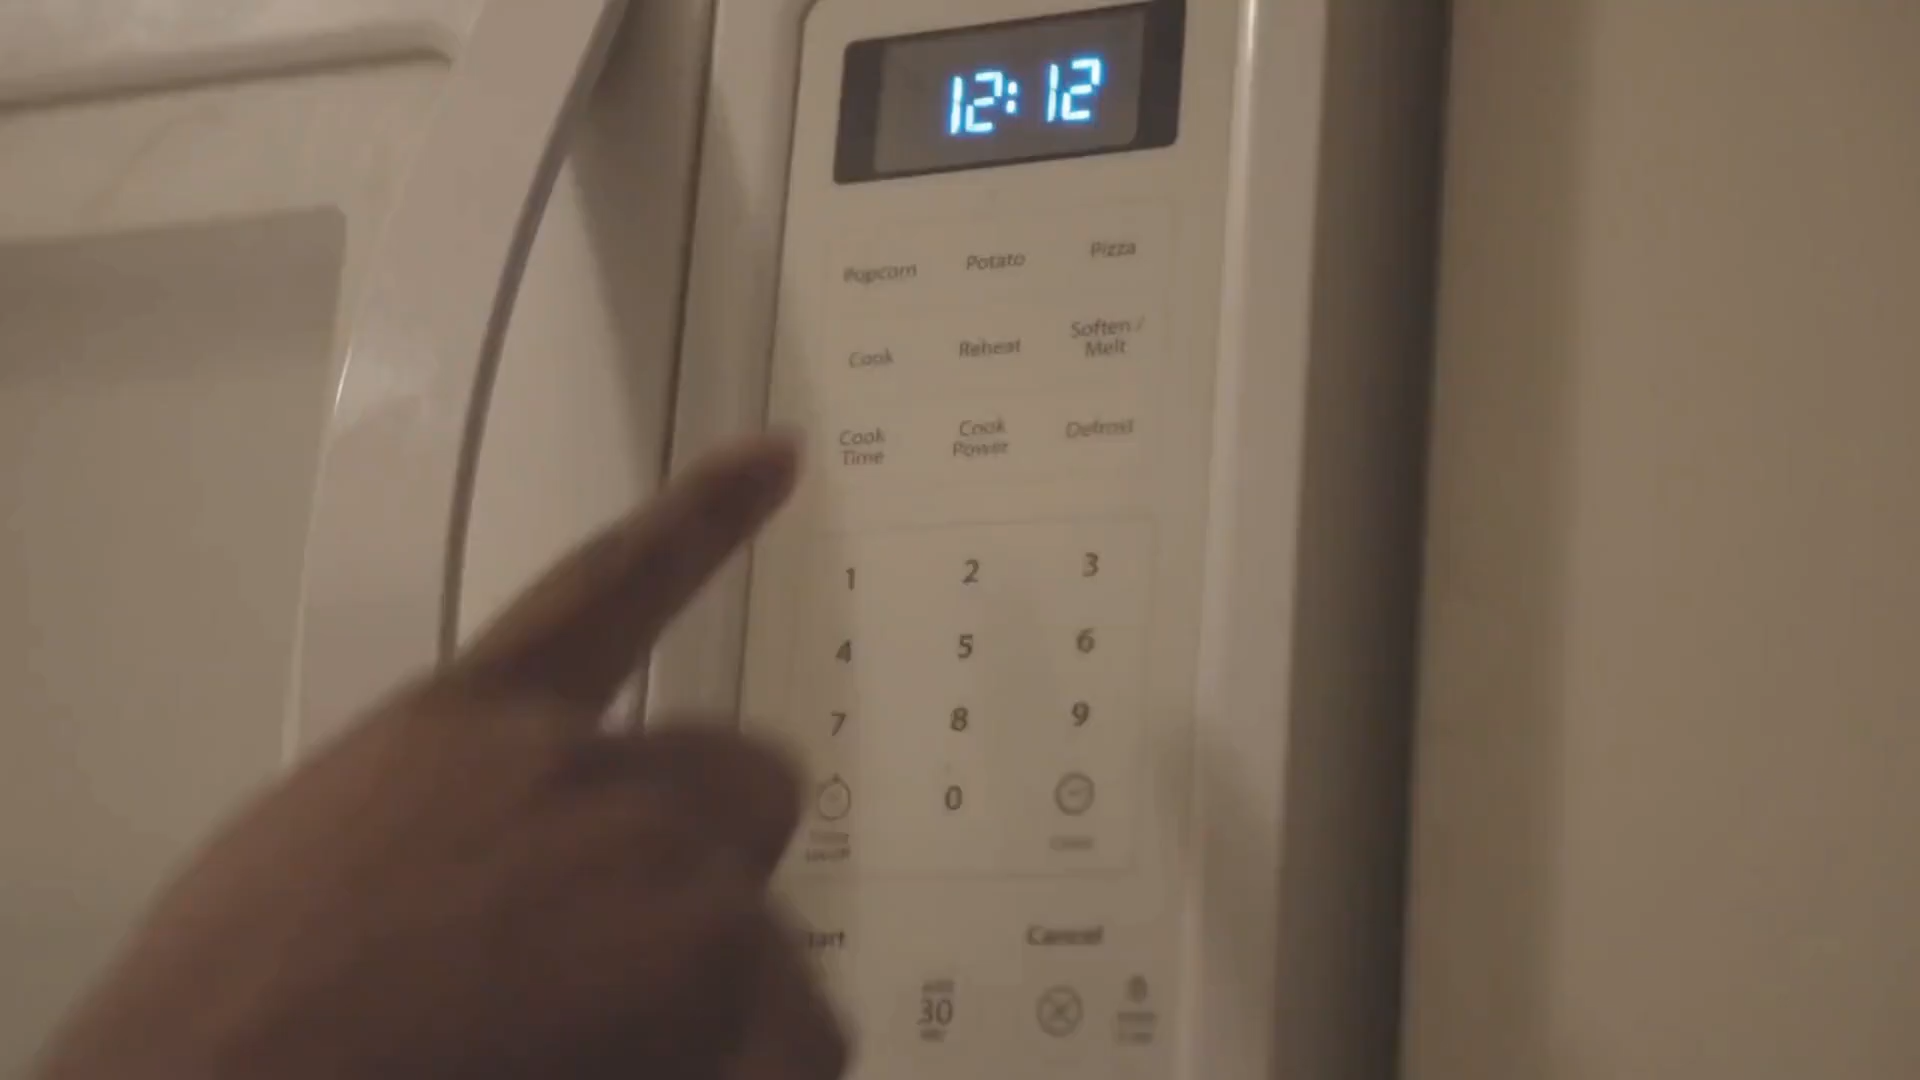 12:12
Popcorn Potato Pizza
Cook Reheat Soften /
Melt
Cook
Time
Cook
Power
Defrost
1 2 3
4 5 6
7 8 9
0
Cancel
30